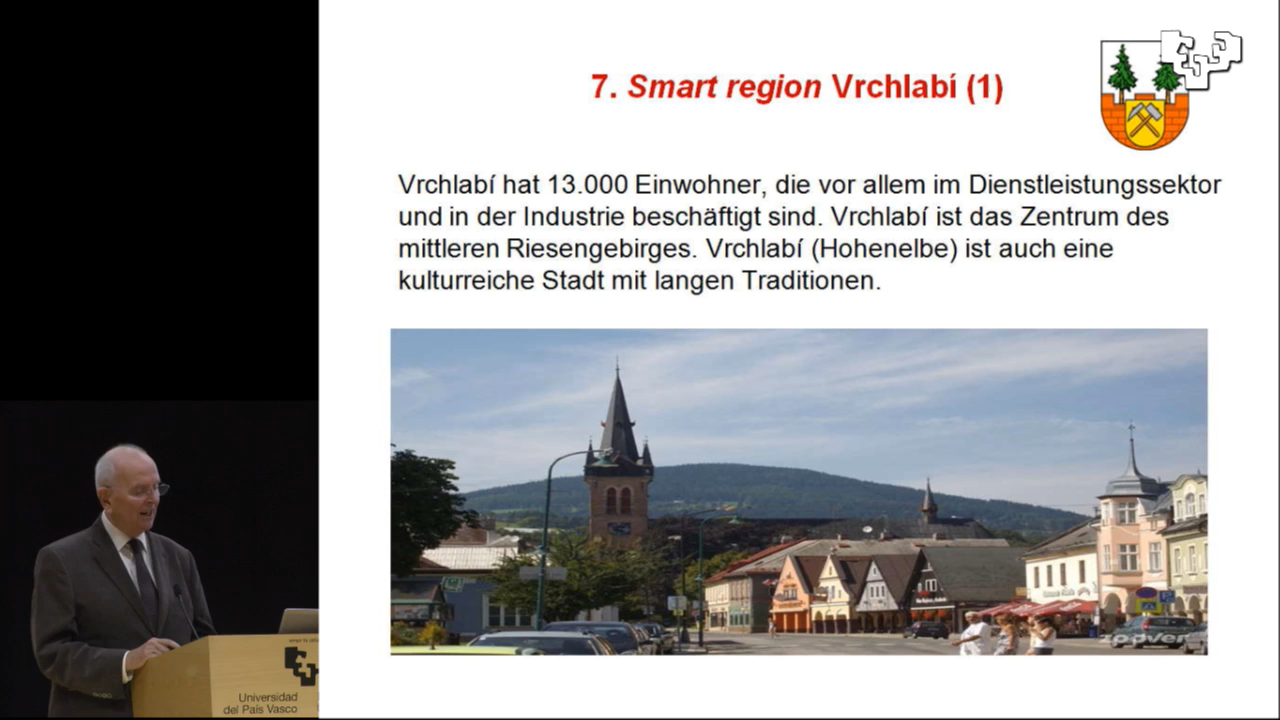 7. Smart region Vrchlabí (1)
Vrchlabí hat 13.000 Einwohner, die vor allem im Dienstleistungssektor
und in der Industrie beschäftigt sind. Vrchlabí ist das Zentrum des
mittleren Riesengebirges. Vrchlabí (Hohenelbe) ist auch eine
kulturreiche Stadt mit langen Traditionen.
zoover
Universidad
del País Vasco